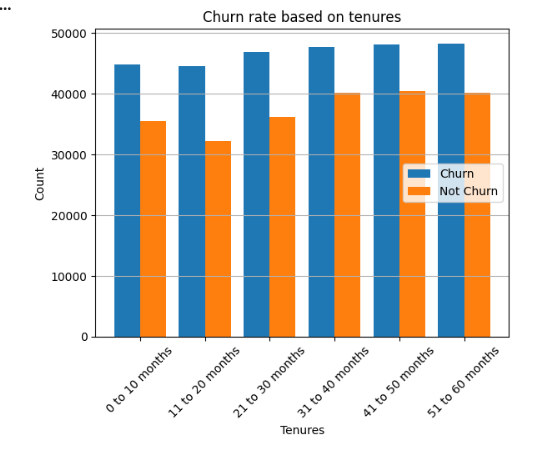 ...
Churn rate based on tenures
50000
40000
30000
20000
10000
0
Count
Churn
Not Churn
0 to 10 months
11 to 20 months
21 to 30 months
31 to 40 months
41 to 50 months
51 to 60 months
Tenures